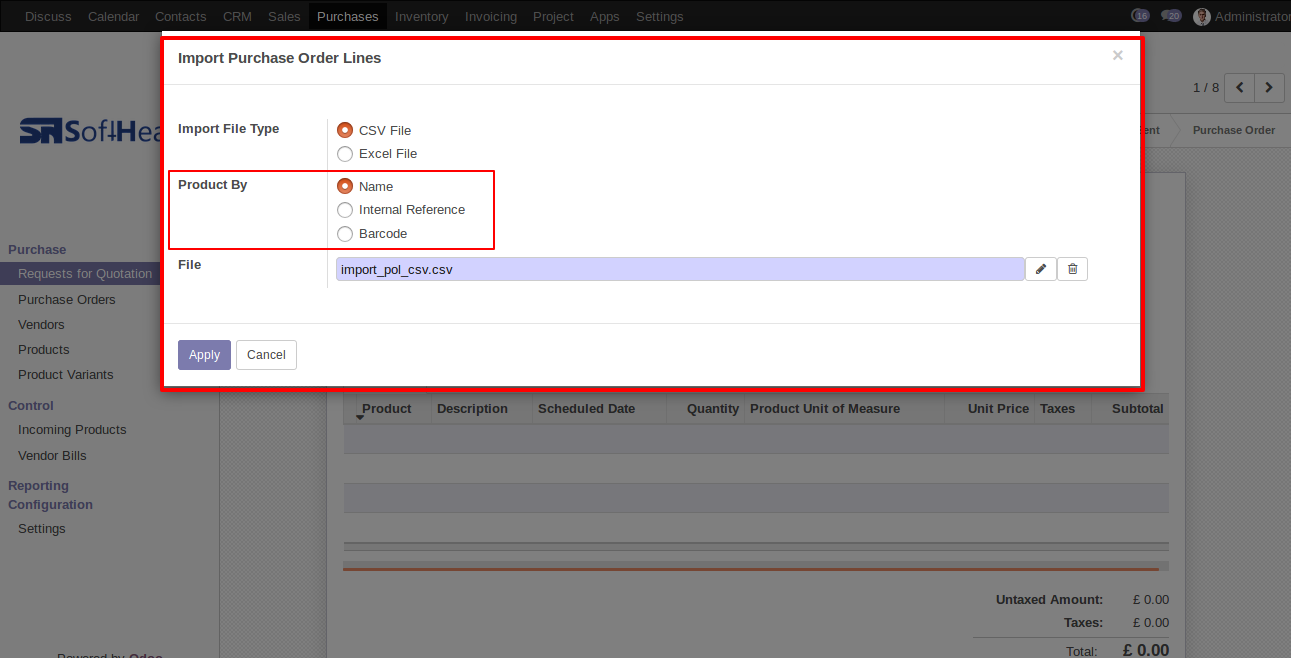 Discuss Calendar Contacts CRM Sales Purchases Inventory Invoicing Project Apps Settings 16 20 Administrator
Import Purchase Order Lines ×
1 / 8
Import File Type
CSV File
Excel File
Product By
Name
Internal Reference
Barcode
File
import_pol_csv.csv
Apply Cancel
Purchase Order
Purchase
Requests for Quotation
Purchase Orders
Vendors
Products
Product Variants
Control
Incoming Products
Vendor Bills
Reporting
Configuration
Settings
Powered by Odoo
Product Description Scheduled Date Quantity Product Unit of Measure Unit Price Taxes Subtotal
Untaxed Amount: £ 0.00
Taxes: £ 0.00
Total: £ 0.00